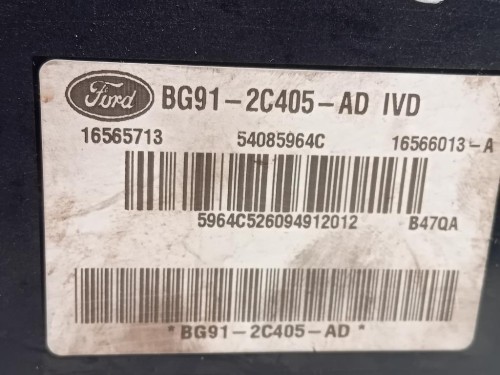 Ford BG91-2C405-AD IVD
16565713 54085964C 16566013-A
5964C526094912012 B47QA
*BG91-2C405-AD*